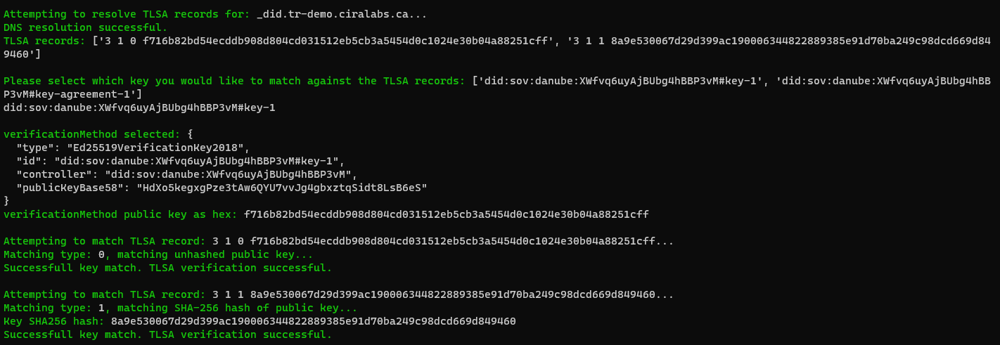 Attempting to resolve TLSA records for: _did.tr-demo.ciralabs.ca...
DNS resolution successful.
TLSA records: ['3 1 0 f716b82bd54ecddb908d804cd031512eb5cb3a5454d0c1024e30b04a88251cff', '3 1 1 8a9e530067d29d399ac190006344822889385e91d70ba249c98dcd669d84
9460']
Please select which key you would like to match against the TLSA records: ['did:sov:danube:XWfvq6uyAjBUbg4hBBP3vM#key-1', 'did:sov:danube:XWfvq6uyAjBUbg4hBB
P3vM#key-agreement-1']
did:sov:danube:XWfvq6uyAjBUbg4hBBP3vM#key-1
verificationMethod selected: {
  "type": "Ed25519VerificationKey2018",
  "id": "did:sov:danube:XWfvq6uyAjBUbg4hBBP3vM#key-1",
  "controller": "did:sov:danube:XWfvq6uyAjBUbg4hBBP3vM",
  "publicKeyBase58": "HdXo5kegxgPze3tAw6QYU7vvJg4gbxztqSidt8LsB6eS"
}
verificationMethod public key as hex: f716b82bd54ecddb908d804cd031512eb5cb3a5454d0c1024e30b04a88251cff
Attempting to match TLSA record: 3 1 0 f716b82bd54ecddb908d804cd031512eb5cb3a5454d0c1024e30b04a88251cff...
Matching type: 0, matching unhashed public key...
Successfull key match. TLSA verification successful.
Attempting to match TLSA record: 3 1 1 8a9e530067d29d399ac190006344822889385e91d70ba249c98dcd669d849460...
Matching type: 1, matching SHA-256 hash of public key...
Key SHA256 hash: 8a9e530067d29d399ac190006344822889385e91d70ba249c98dcd669d849460
Successfull key match. TLSA verification successful.